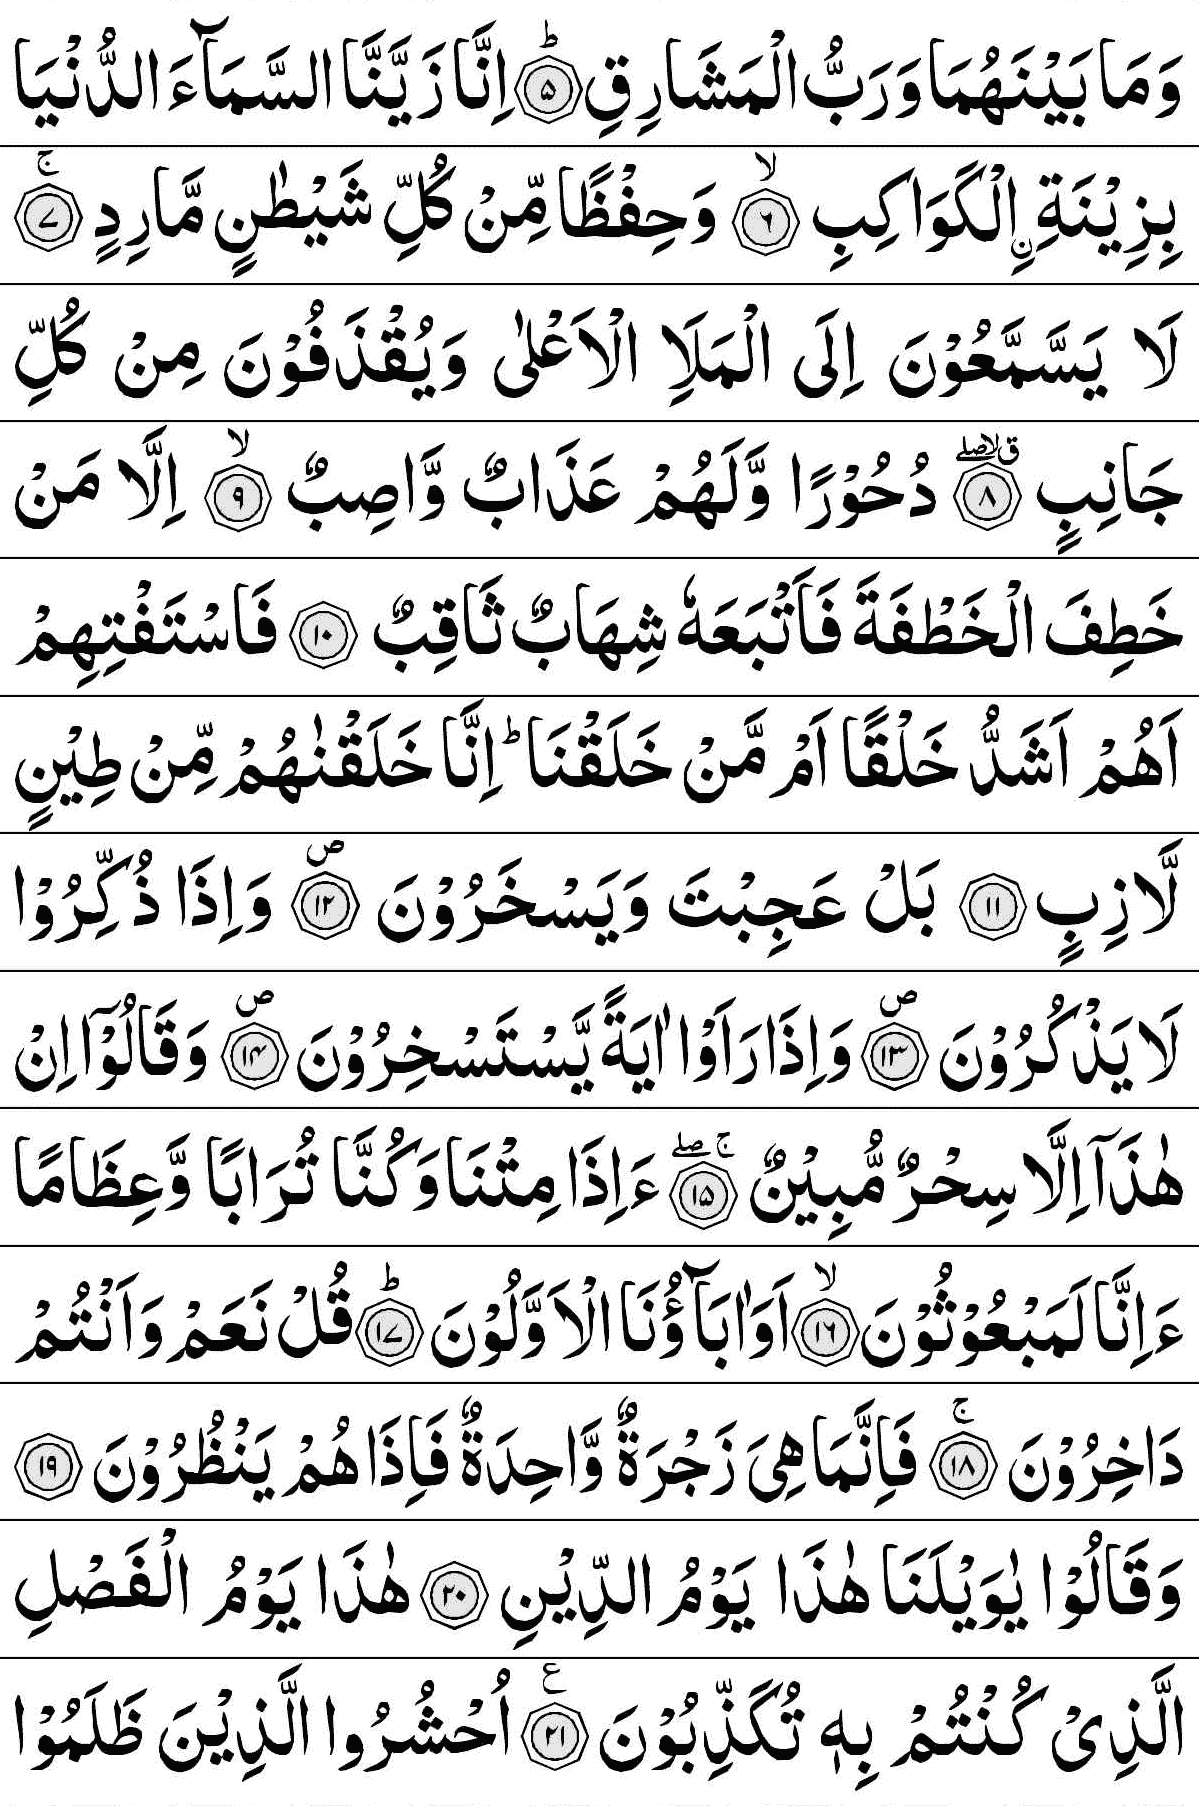 وَمَا بَيْنَهُمَا وَرَبُّ الْمَشَارِقِ ؕ﴿۵﴾ اِنَّا زَيَّنَّا السَّمَآءَ الدُّنْيَا
بِزِيْنَةِ ۨالْكَوَاكِبِ ۙ﴿۶﴾ وَحِفْظًا مِّنْ كُلِّ شَيْطٰنٍ مَّارِدٍ ۚ﴿۷﴾
لَا يَسَّمَّعُوْنَ اِلَى الْمَلَاِ الْاَعْلٰى وَيُقْذَفُوْنَ مِنْ كُلِّ
جَانِبٍ ۖق ﴿۸﴾ دُحُوْرًا وَّلَهُمْ عَذَابٌ وَّاصِبٌ ۙ﴿۹﴾ اِلَّا مَنْ
خَطِفَ الْخَطْفَةَ فَاَتْبَعَهٗ شِهَابٌ ثَاقِبٌ ﴿۱۰﴾ فَاسْتَفْتِهِمْ
اَهُمْ اَشَدُّ خَلْقًا اَمْ مَّنْ خَلَقْنَا ؕ اِنَّا خَلَقْنٰهُمْ مِّنْ طِيْنٍ
لَّازِبٍ ﴿۱۱﴾ بَلْ عَجِبْتَ وَيَسْخَرُوْنَ ۪﴿۱۲﴾ وَاِذَا ذُكِّرُوْا
لَا يَذْكُرُوْنَ ۪﴿۱۳﴾ وَاِذَا رَاَوْا اٰيَةً يَّسْتَسْخِرُوْنَ ۪﴿۱۴﴾ وَقَالُوْۤا اِنْ
هٰذَاۤ اِلَّا سِحْرٌ مُّبِيْنٌ ۚۖ﴿۱۵﴾ ءَاِذَا مِتْنَا وَكُنَّا تُرَابًا وَّعِظَامًا
ءَاِنَّا لَمَبْعُوْثُوْنَ ۙ﴿۱۶﴾ اَوَاٰبَآؤُنَا الْاَوَّلُوْنَ ؕ﴿۱۷﴾ قُلْ نَعَمْ وَاَنْتُمْ
دَاخِرُوْنَ ۚ﴿۱۸﴾ فَاِنَّمَا هِىَ زَجْرَةٌ وَّاحِدَةٌ فَاِذَا هُمْ يَنْظُرُوْنَ ﴿۱۹﴾
وَقَالُوْا يٰوَيْلَنَا هٰذَا يَوْمُ الدِّيْنِ ﴿۲۰﴾ هٰذَا يَوْمُ الْفَصْلِ
الَّذِىْ كُنْتُمْ بِهٖ تُكَذِّبُوْنَ ع ﴿۲۱﴾ اُحْشُرُوا الَّذِيْنَ ظَلَمُوْا